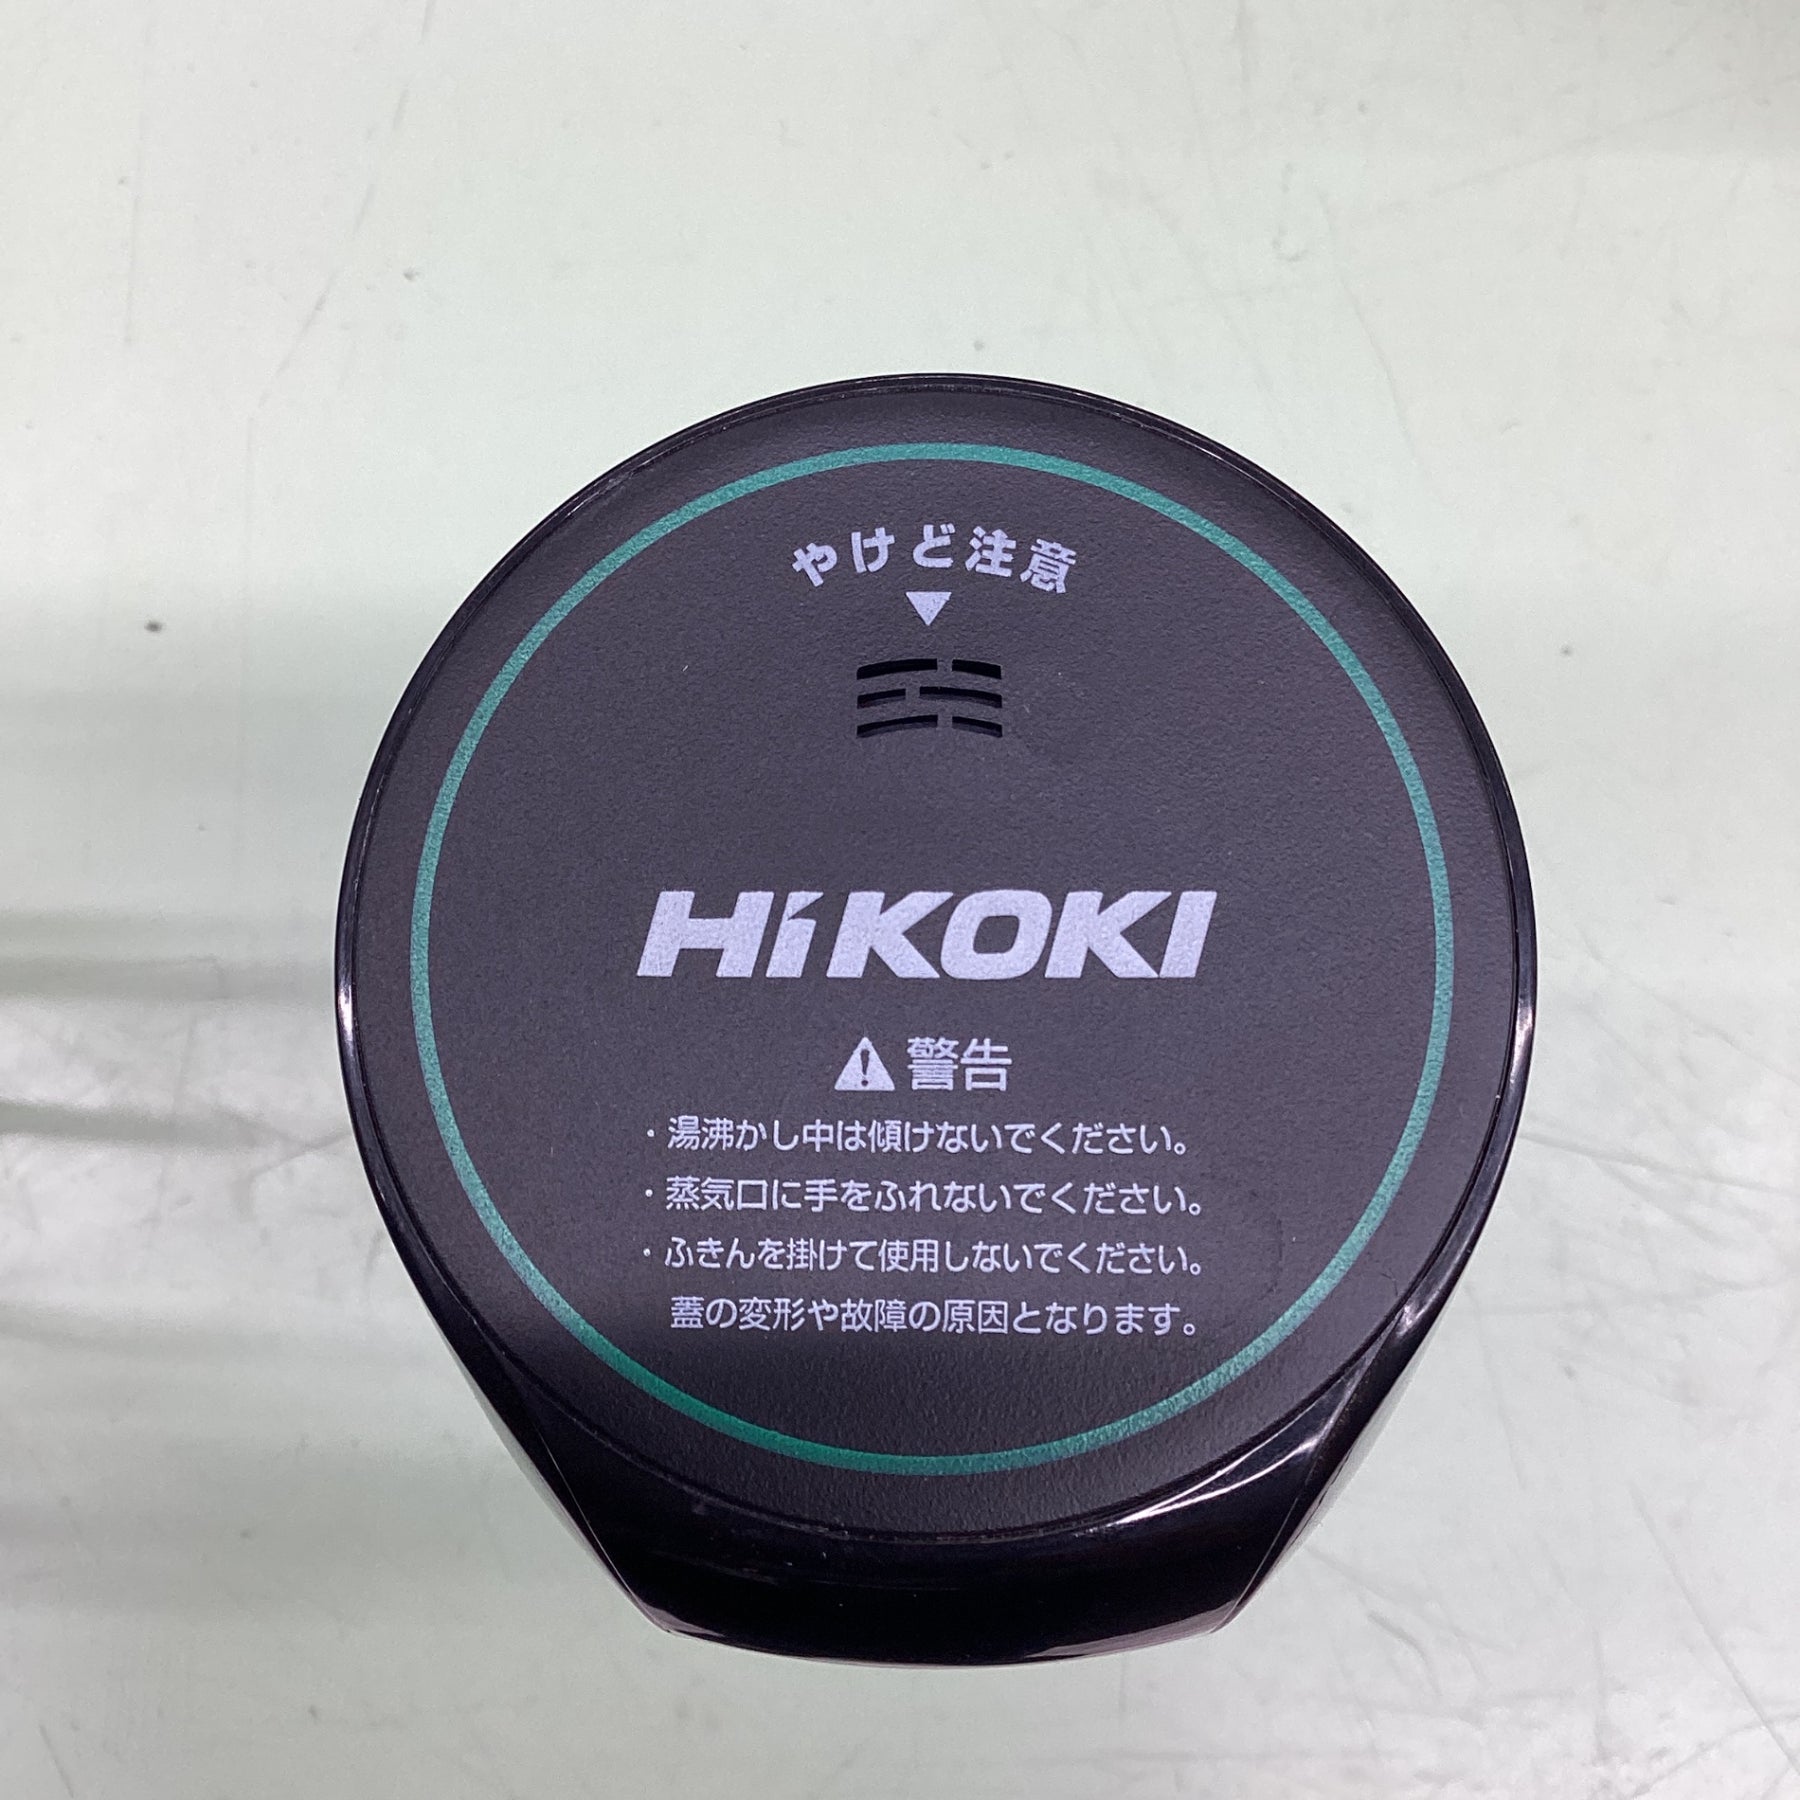 やけど注意
HiKOKI
警告
・湯沸かし中は傾けないでください。
・蒸気口に手をふれないでください。
・ふきんを掛けて使用しないでください。
蓋の変形や故障の原因となります。